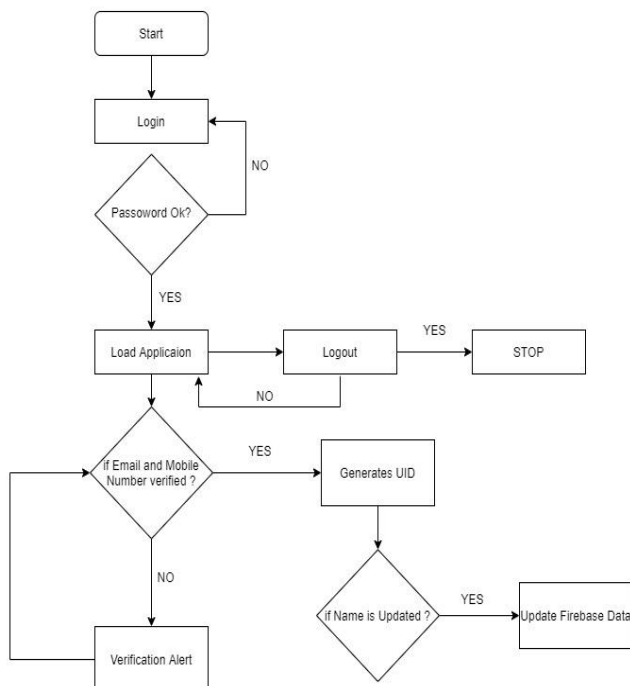 Start
Login
NO
Passoword Ok?
YES
Load Applicaion
Logout
YES
STOP
NO
if Email and Mobile
Number verified ?
YES
Generates UID
NO
if Name is Updated ?
YES
Update Firebase Data
Verification Alert